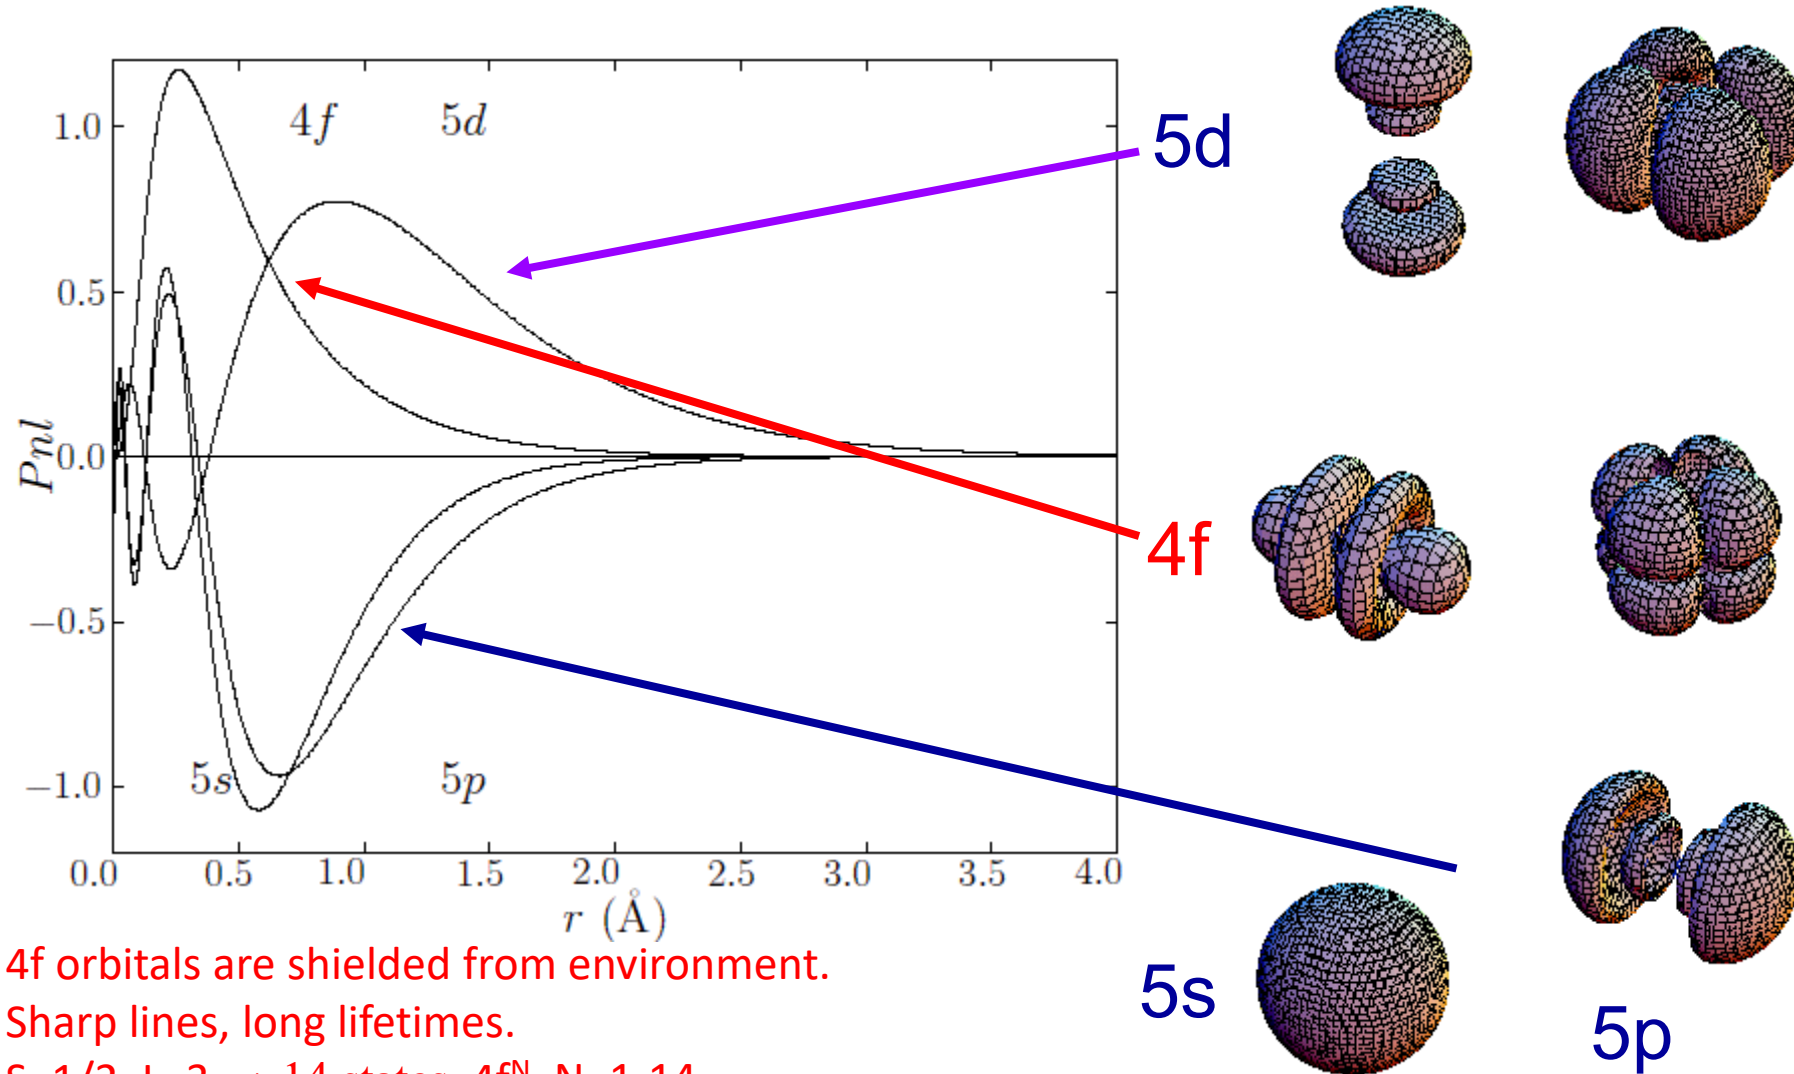 4f 5d
1.0
0.5
0.0
−0.5
−1.0
Pnl
5s 5p
0.0 0.5 1.0 1.5 2.0 2.5 3.0 3.5 4.0
r (Å)
5d
4f
5s
5p
4f orbitals are shielded from environment.
Sharp lines, long lifetimes.
14 states